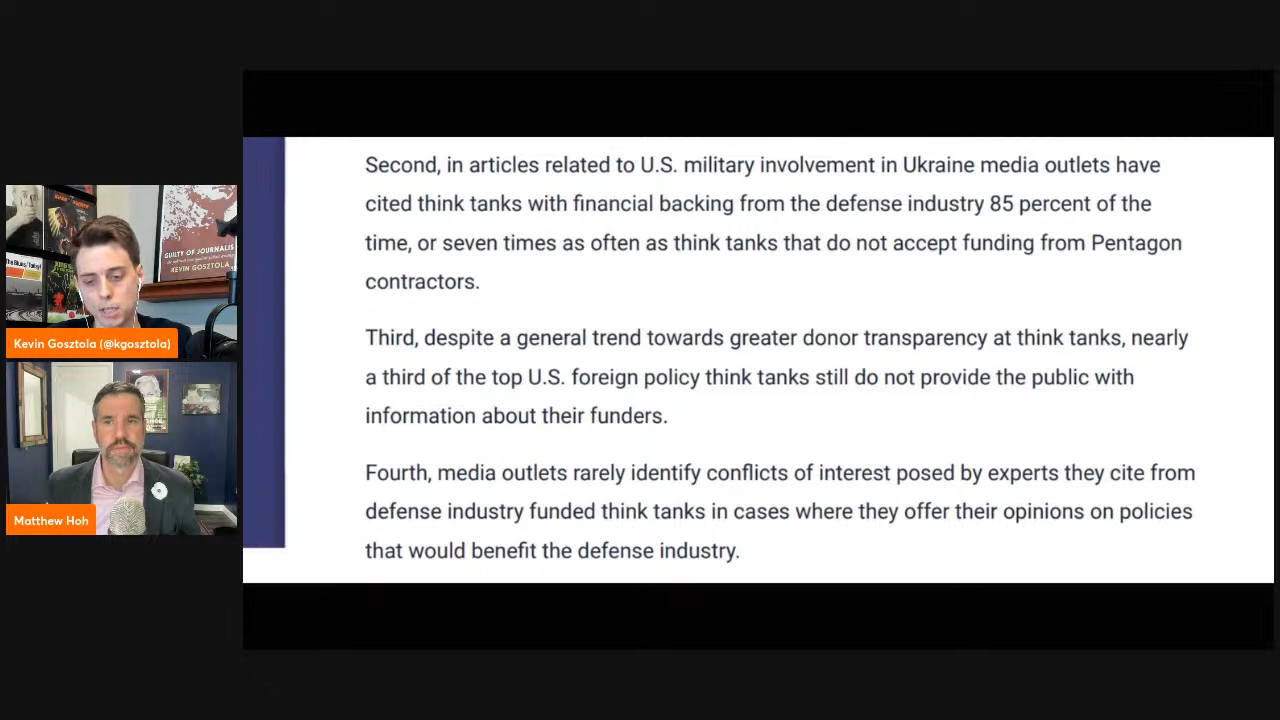 Second, in articles related to U.S. military involvement in Ukraine media outlets have
cited think tanks with financial backing from the defense industry 85 percent of the
time, or seven times as often as think tanks that do not accept funding from Pentagon
contractors.
Third, despite a general trend towards greater donor transparency at think tanks, nearly
a third of the top U.S. foreign policy think tanks still do not provide the public with
information about their funders.
Fourth, media outlets rarely identify conflicts of interest posed by experts they cite from
defense industry funded think tanks in cases where they offer their opinions on policies
that would benefit the defense industry.
GUILTY OF JOURNALIS
KEVIN GOSZTOLA
Kevin Gosztola (@kgosztola)
Matthew Hoh